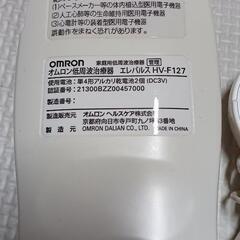 1)ペースメーカー等の体内植込型医用電子機器
2)人工心肺等の生命維持用医用電子機器
3)心電計等の装着型医用電子機器
誤動作をまねく恐れがあります。
OMRON 家庭用低周波治療器 管理
オムロン低周波治療器 エレパルス HV-F127
使用電池:単4形アルカリ乾電池2個(DC3V)
認証番号:21300BZZ00457000
製造番号:
製造販売元: オムロン ヘルスケア株式会社
京都府向日市寺戸町九ノ坪53番地
製造元: OMRON DALIAN CO., LTD. MADE IN CHINA